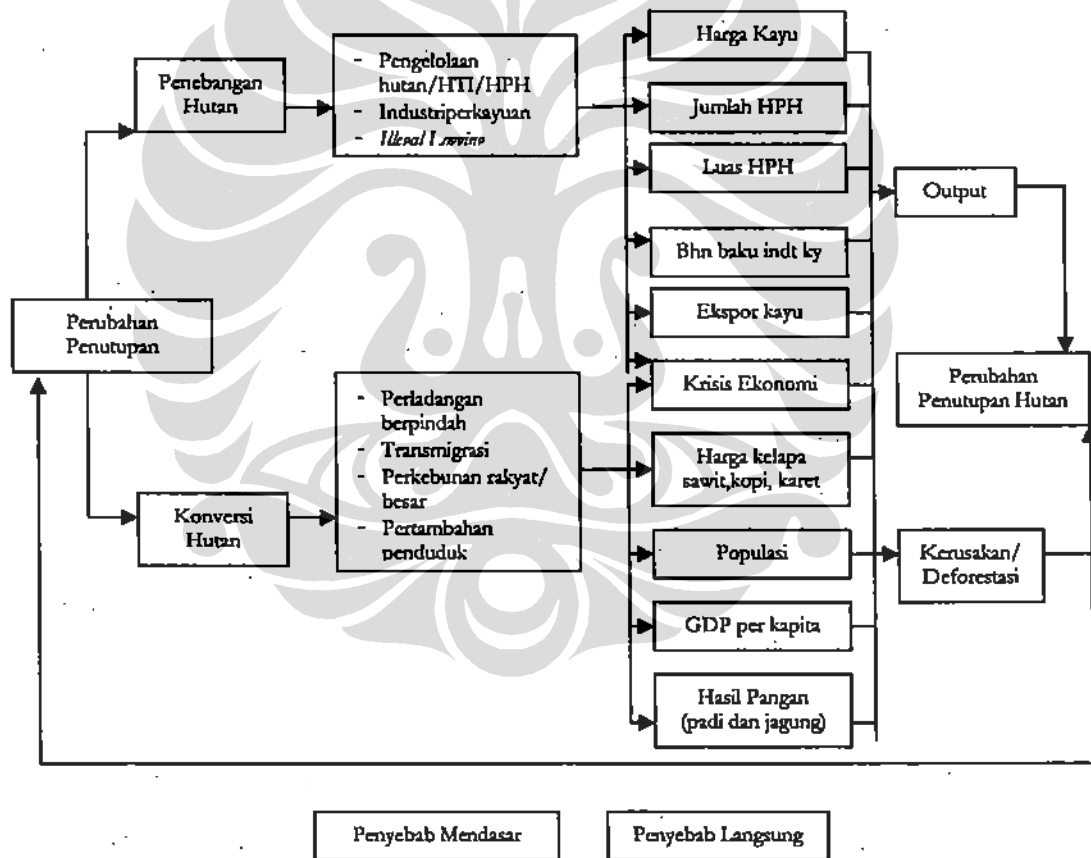 Penebangan
Hutan
- Pengelolaan
hutan/HTI/HPH
- Industriperkayuan
- Illegal
Harga Kayu
Jumlah HPH
Luas HPH
Bhn baku indt ky
Ekspor kayu
Krisis Ekonomi
Harga kelapa
sawit,kopi, karet
Populasi
GDP per kapita
Hasil Pangan
(padi dan jagung)
Output
Perubahan
Penutupan
Perubahan
Penutupan Hutan
- Perladangan
berpindah
- Transmigrasi
- Perkebunan rakyat/
besar
- Pertambahan
penduduk
Konversi
Hutan
Kerusakan/
Deforestasi
Penyebab Mendasar
Penyebab Langsung